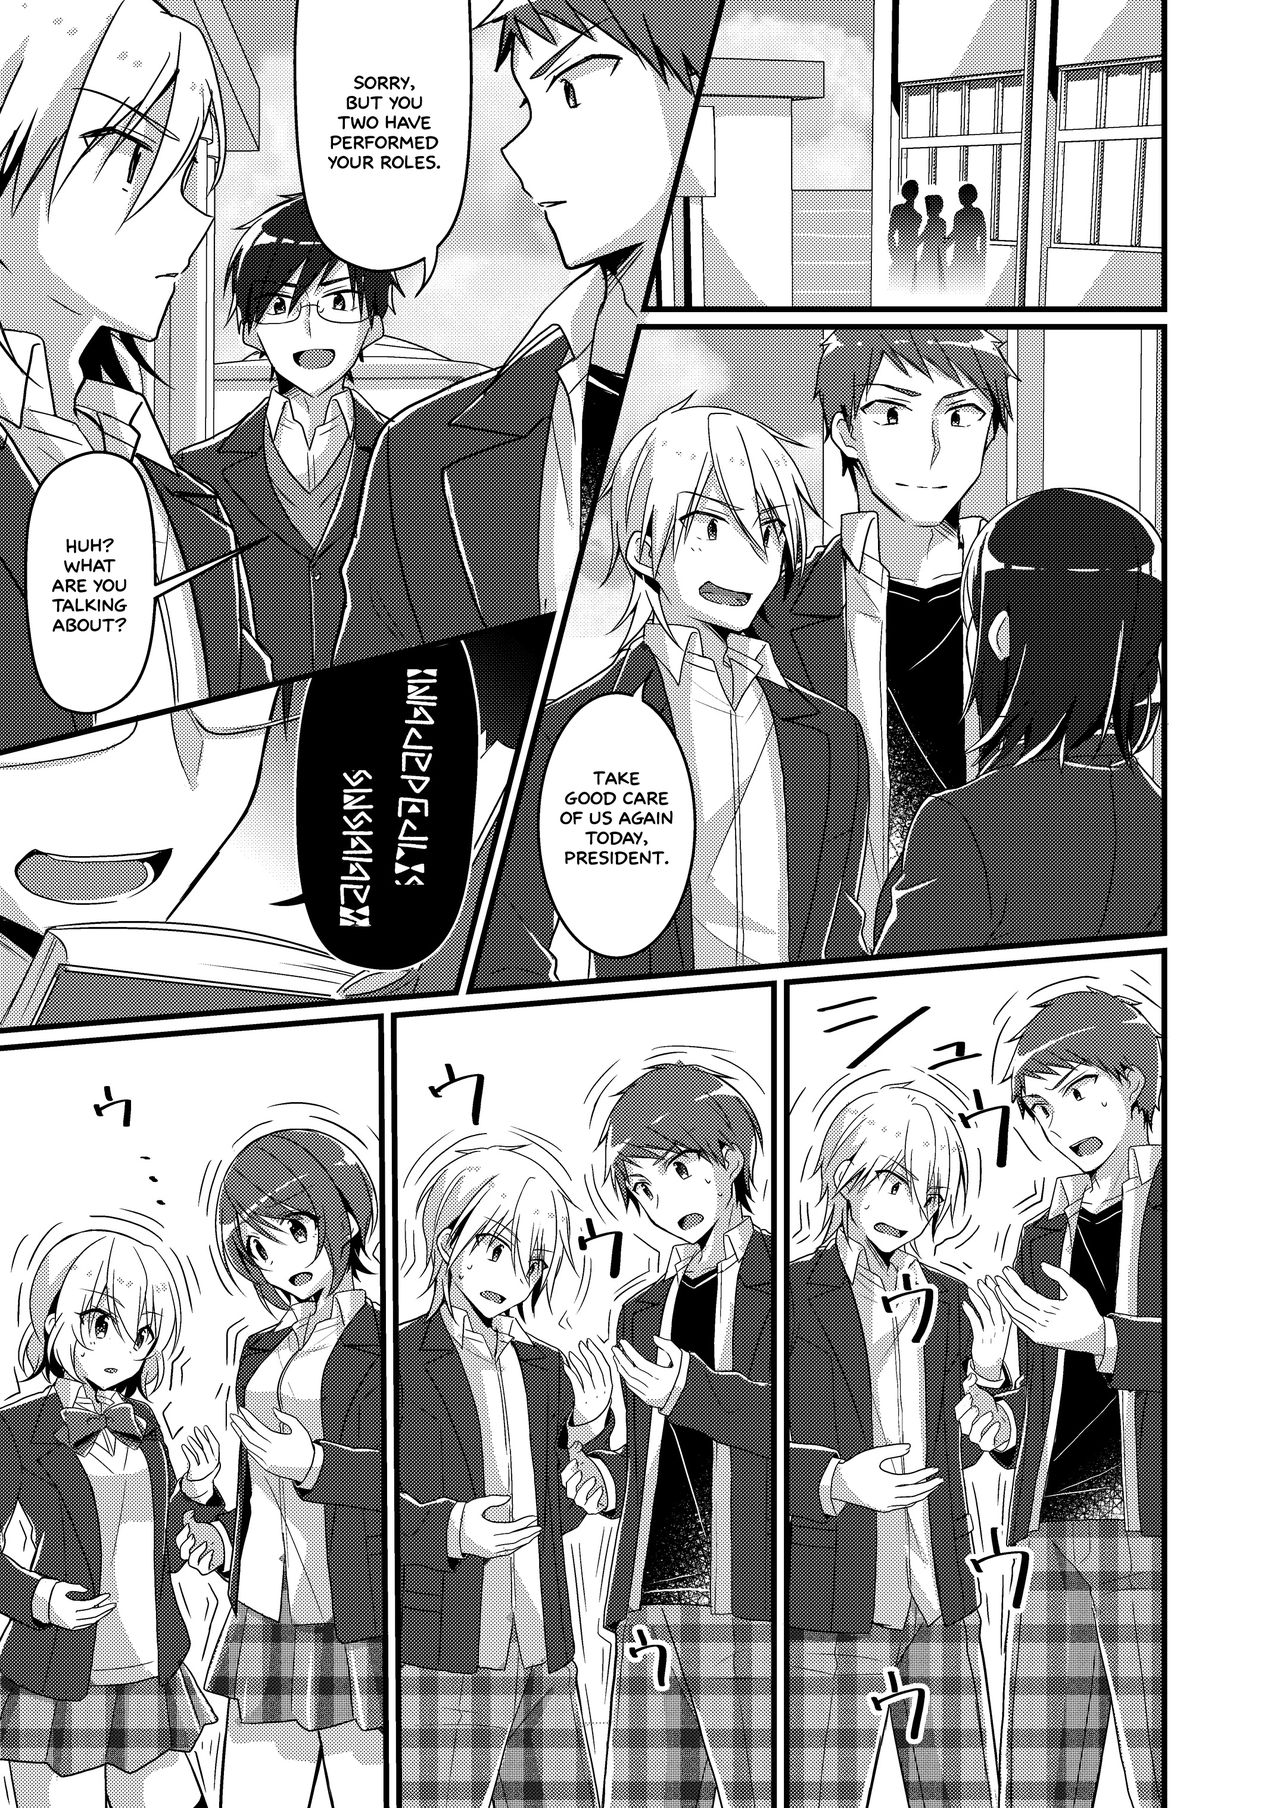 TAKE
GOOD CARE
OF US AGAIN
TODAY,
PRESIDENT.
SORRY,
BUT YOU
TWO HAVE
PERFORMED
YOUR ROLES.
HUH?
WHAT
ARE YOU
TALKING
ABOUT?
シュ
ウ
ウ
ウ
ウ
ウ
ウ
ウ
ウ